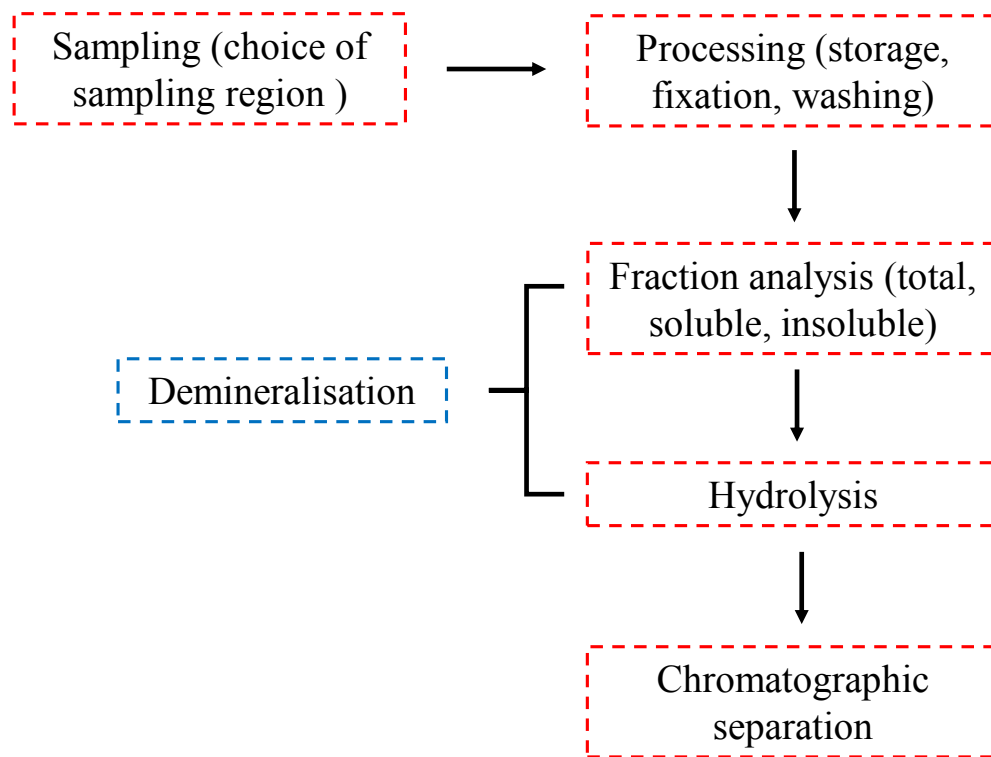 Sampling (choice of
sampling region )
Processing (storage,
fixation, washing)
Fraction analysis (total,
soluble, insoluble)
Demineralisation
Hydrolysis
Chromatographic
separation